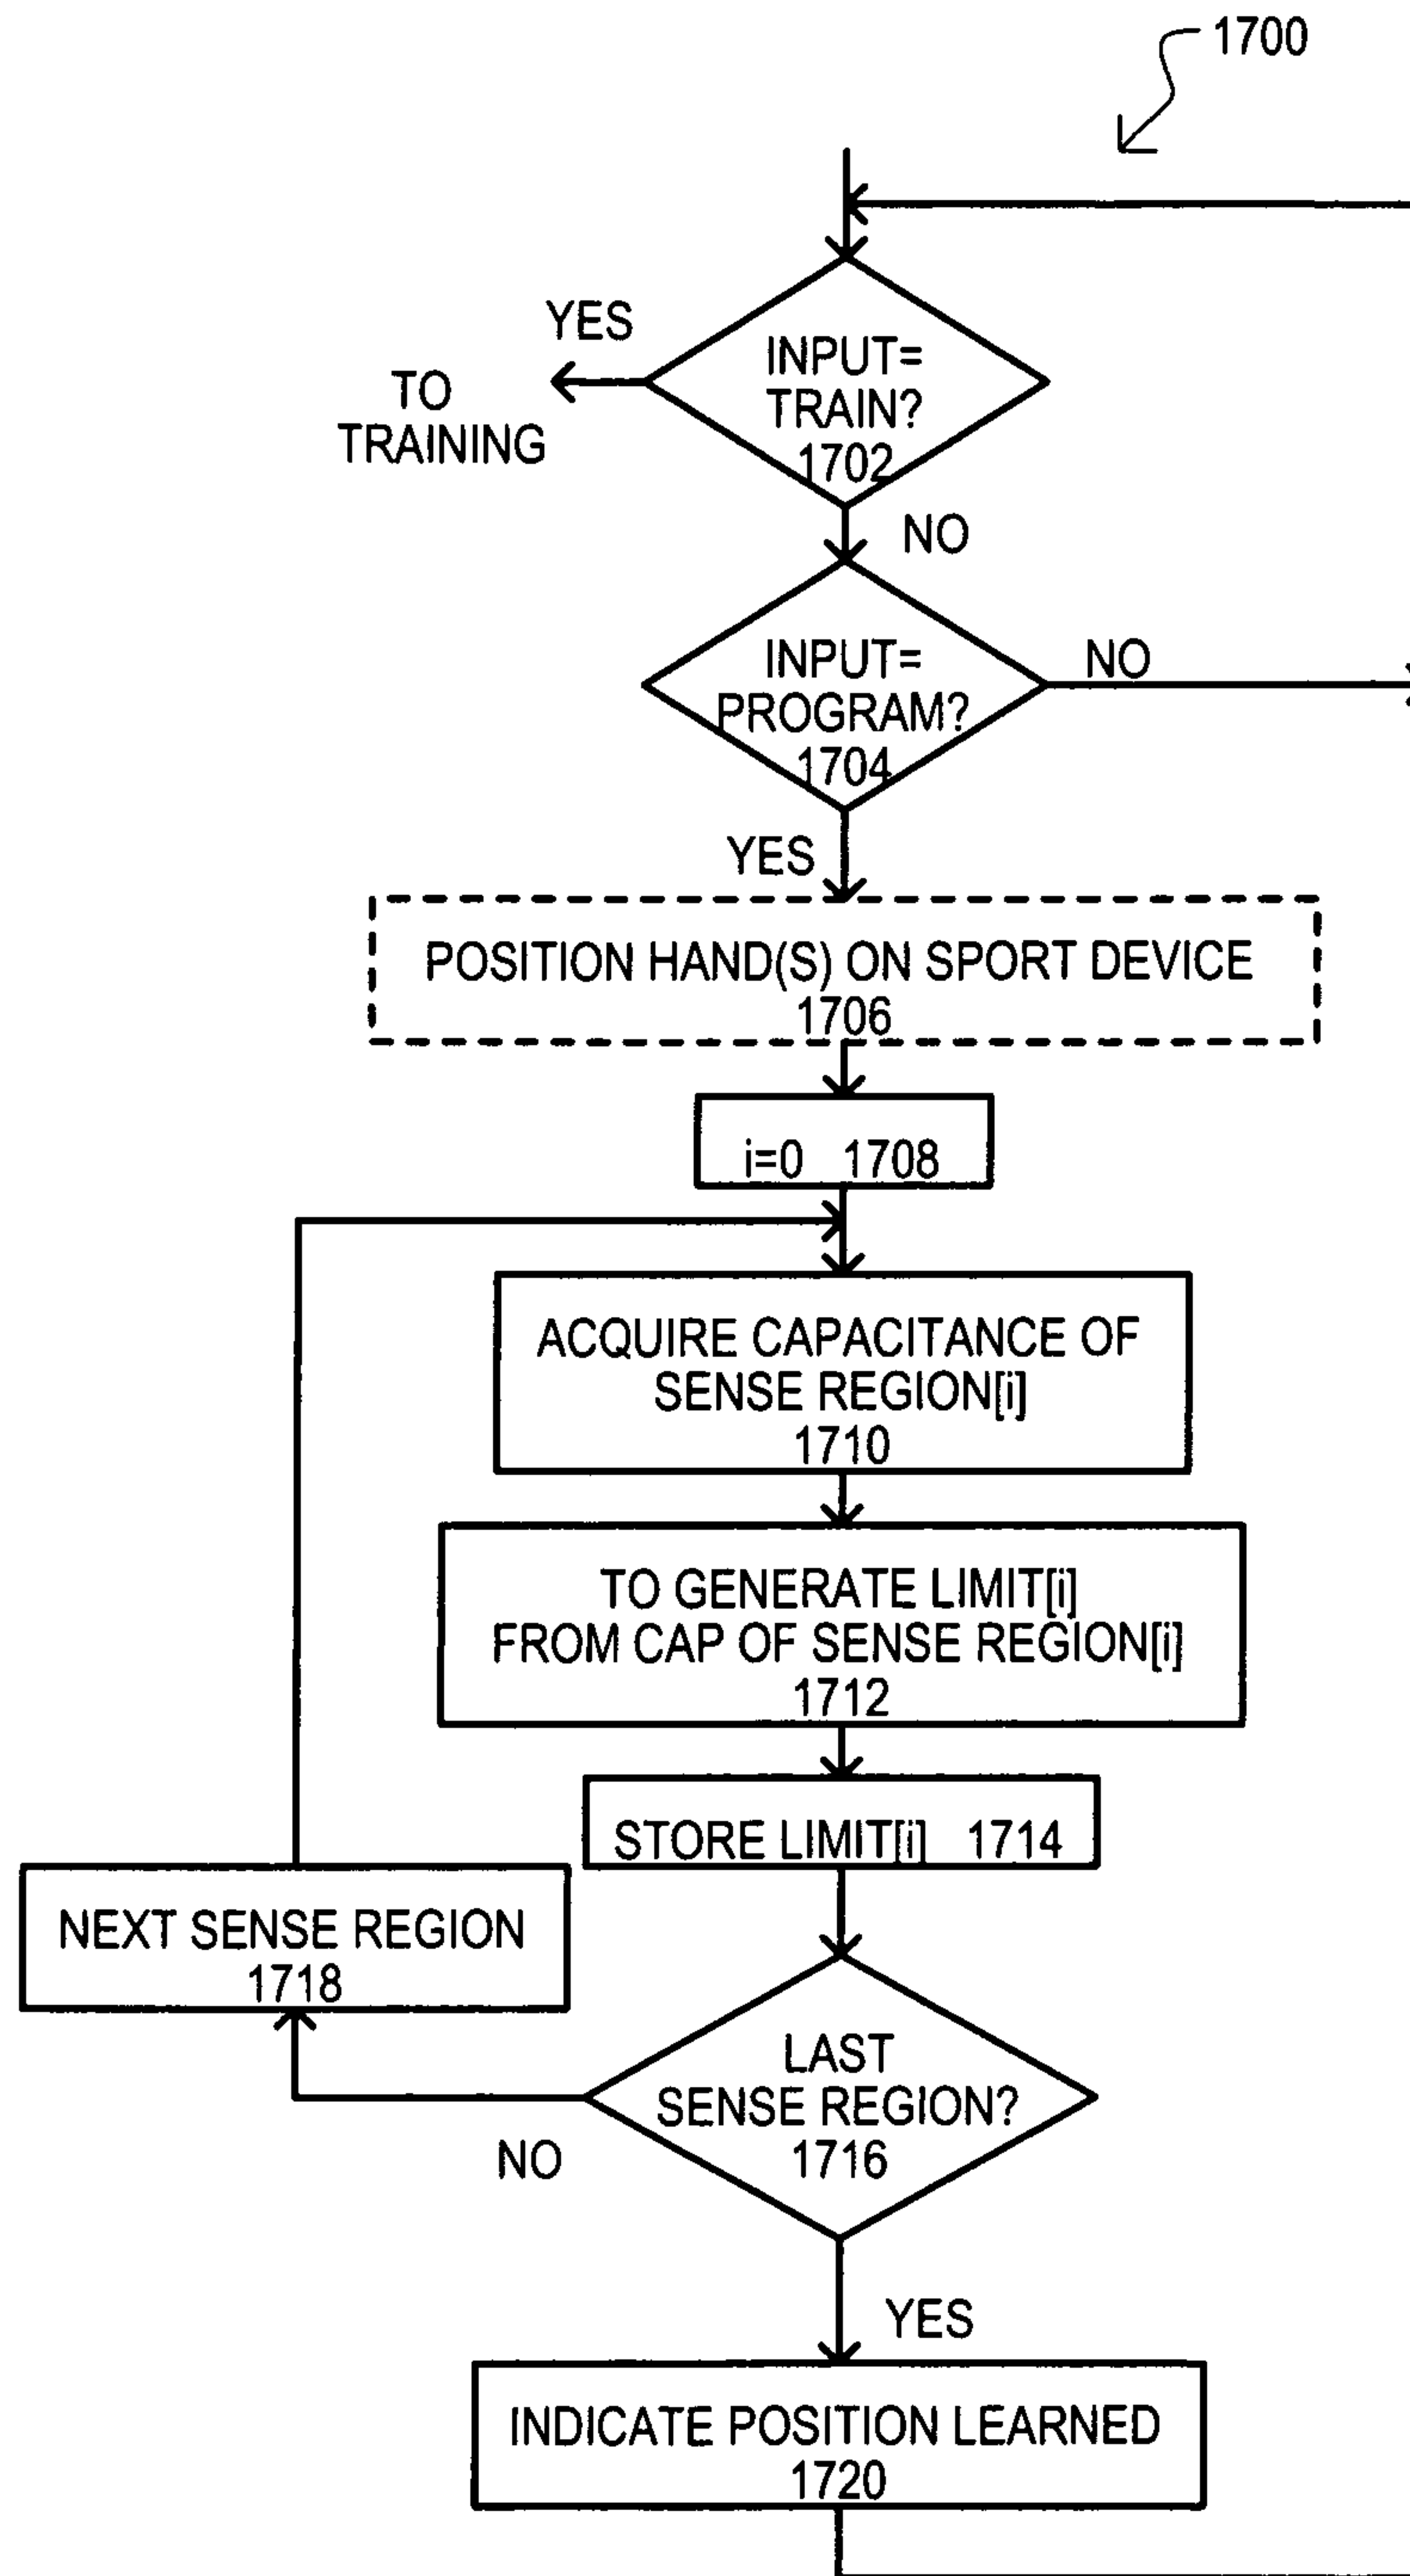 1700
YES
INPUT=
TRAIN?
1702
TO
TRAINING
NO
INPUT=
PROGRAM?
1704
NO
YES
POSITION HAND(S) ON SPORT DEVICE
1706
i=0 1708
ACQUIRE CAPACITANCE OF
SENSE REGION[i]
1710
TO GENERATE LIMIT[i]
FROM CAP OF SENSE REGION[i]
1712
STORE LIMIT[i] 1714
NEXT SENSE REGION
1718
LAST
SENSE REGION?
1716
NO
YES
INDICATE POSITION LEARNED
1720